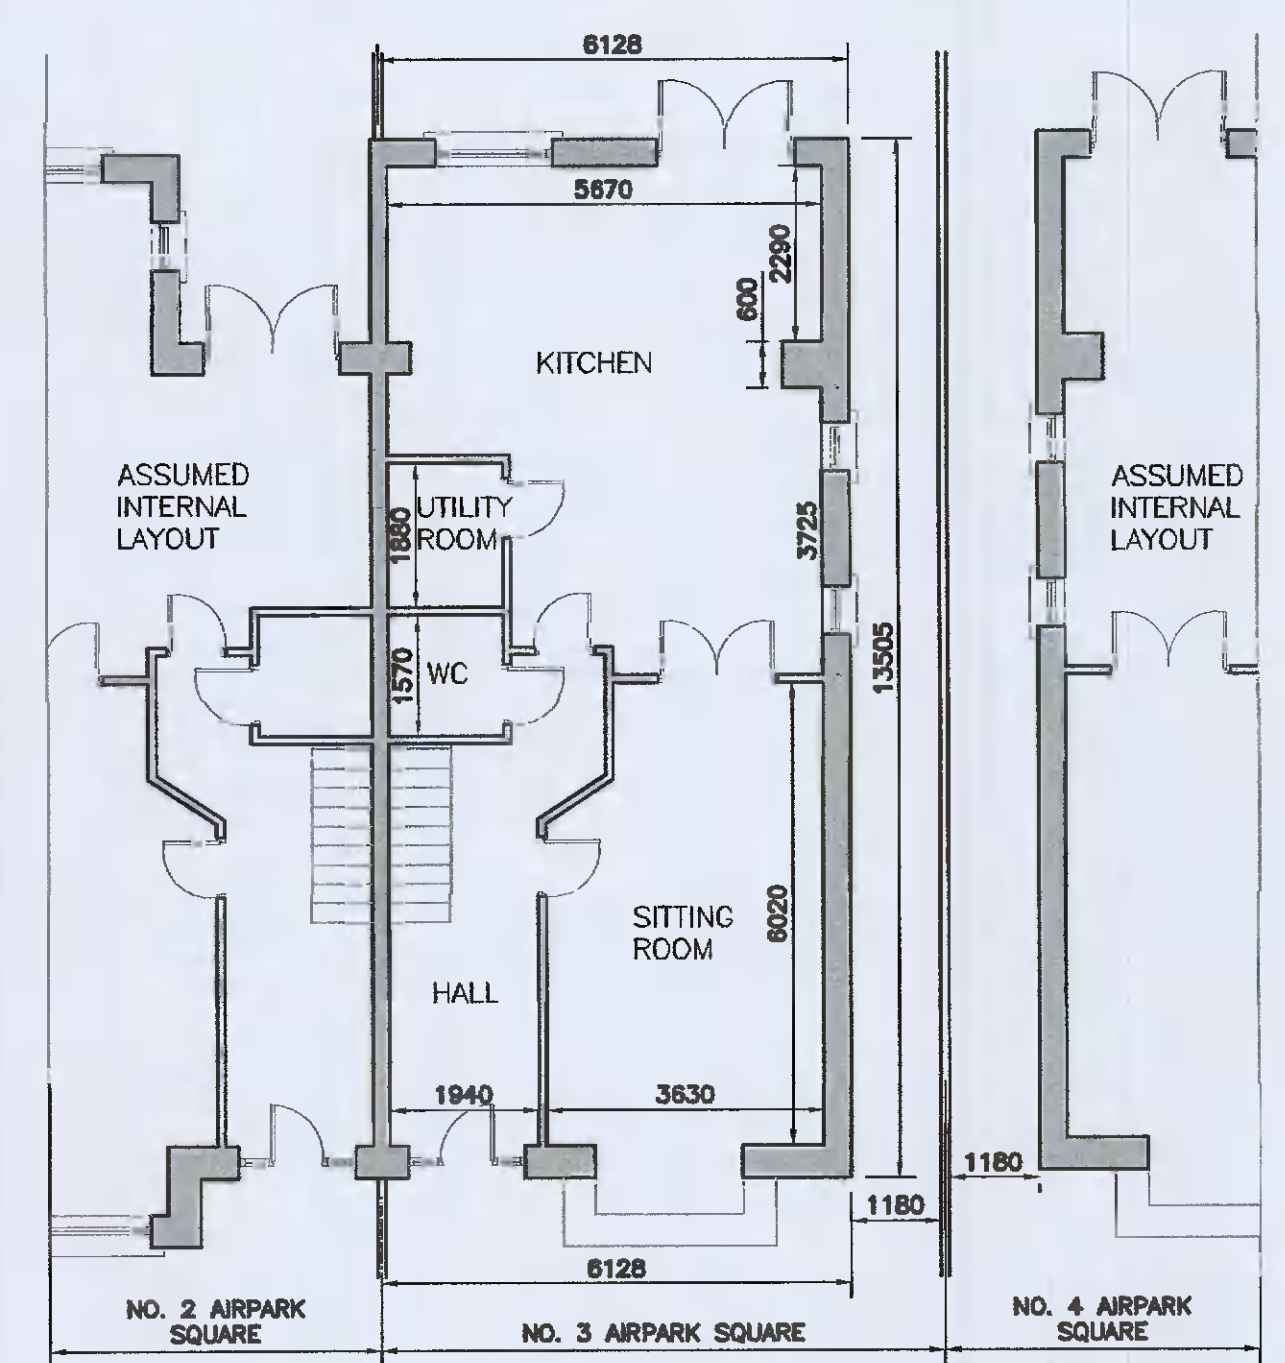 6128
5670
2290
600
KITCHEN
ASSUMED
INTERNAL
LAYOUT
UTILITY
ROOM
1880
3725
ASSUMED
INTERNAL
LAYOUT
1570
WC
13505
SITTING
ROOM
6020
HALL
1940
3630
1180
1180
6128
NO. 2 AIRPARK
SQUARE
NO. 3 AIRPARK SQUARE
NO. 4 AIRPARK
SQUARE